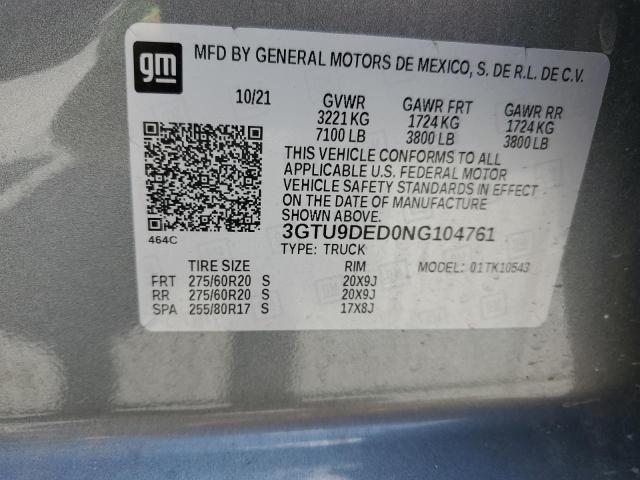 gm
MFD BY GENERAL MOTORS DE MEXICO, S. DE R.L. DE C.V.
10/21 GVWR GAWR FRT GAWR RR
3221 KG 1724 KG 1724 KG
7100 LB 3800 LB 3800 LB
THIS VEHICLE CONFORMS TO ALL
APPLICABLE U.S. FEDERAL MOTOR
VEHICLE SAFETY STANDARDS IN EFFECT
ON THE DATE OF MANUFACTURE
SHOWN ABOVE.
464C 3GTU9DED0NG104761
TYPE: TRUCK
TIRE SIZE RIM MODEL: 01TK10543
FRT 275/60R20 S 20X9J
RR 275/60R20 S 20X9J
SPA 255/80R17 S 17X8J